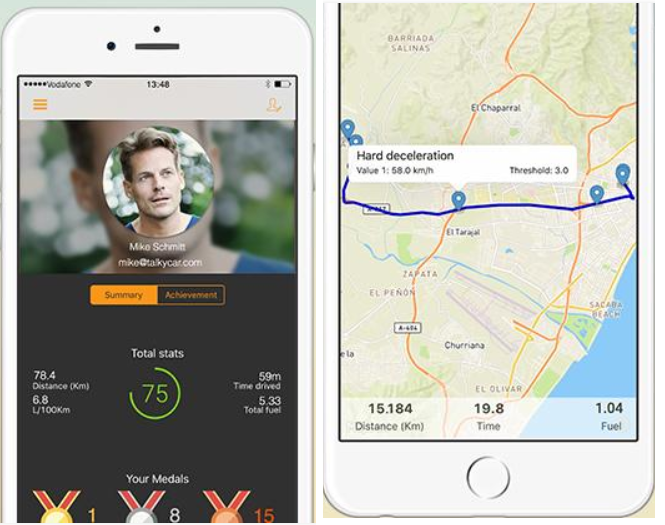 Vodafone 13:48
Mike Schmitt
mike@talkycar.com
Summary Achievement
Total stats
78.4
Distance (Km)
6.8
L/100Km
75
59m
Time drived
5.33
Total fuel
Your Medals
1 8 15
BARRIADA
SALINAS
El Chaparral
Hard deceleration
Value 1: 58.0 km/h Threshold: 3.0
El Tarajal
ZAPATA
EL PEÑÓN
SACABA
BEACH
A-404
Churriana
EL OLIVAR
15.184 19.8 1.04
Distance (Km) Time Fuel